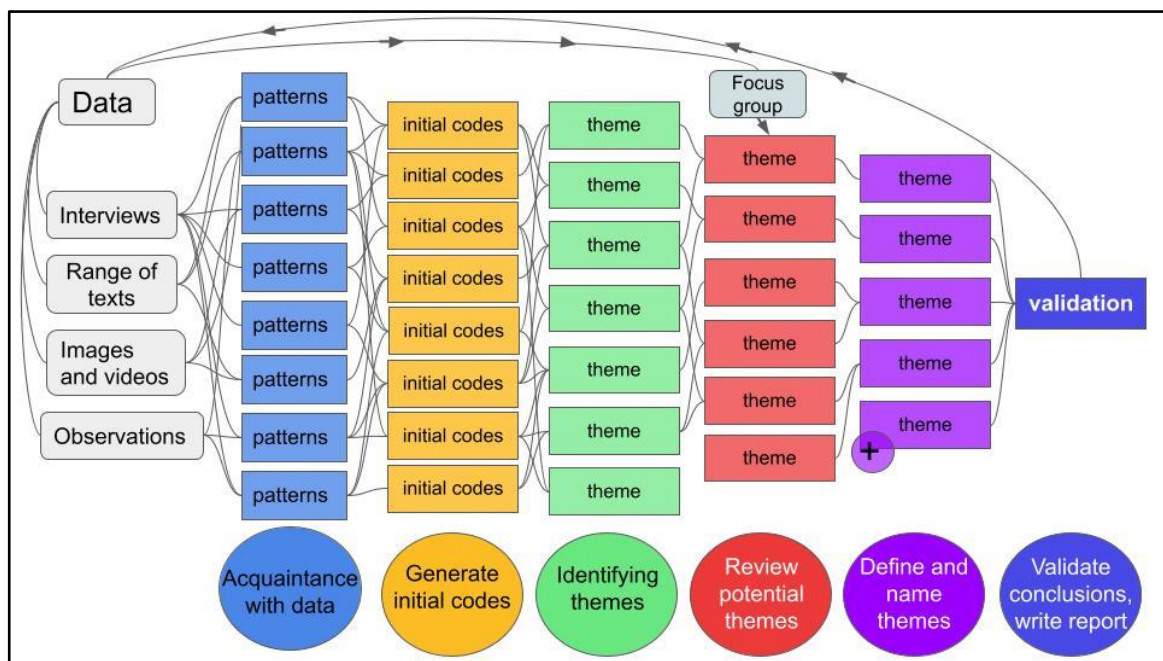 Data
Interviews
Range of
texts
Images
and videos
Observations
patterns
patterns
patterns
patterns
patterns
patterns
patterns
patterns
initial codes
initial codes
initial codes
initial codes
initial codes
initial codes
initial codes
initial codes
theme
theme
theme
theme
theme
theme
theme
Focus
group
theme
theme
theme
theme
theme
theme
theme
theme
theme
theme
theme
+
validation
Acquaintance
with data
Generate
initial codes
Identifying
themes
Review
potential
themes
Define and
name
themes
Validate
conclusions,
write report